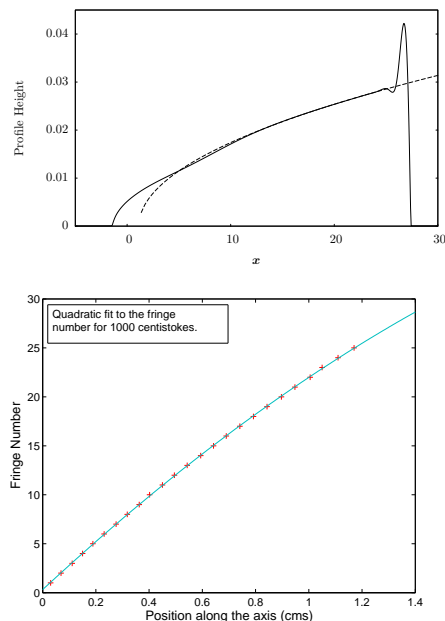 0.04
0.03
0.02
0.01
0
Profile Height
0 10 20 30
x
30
25
20
15
10
5
0
Fringe Number
Quadratic fit to the fringe
number for 1000 centistokes.
0 0.2 0.4 0.6 0.8 1.0 1.2 1.4
Position along the axis (cms)